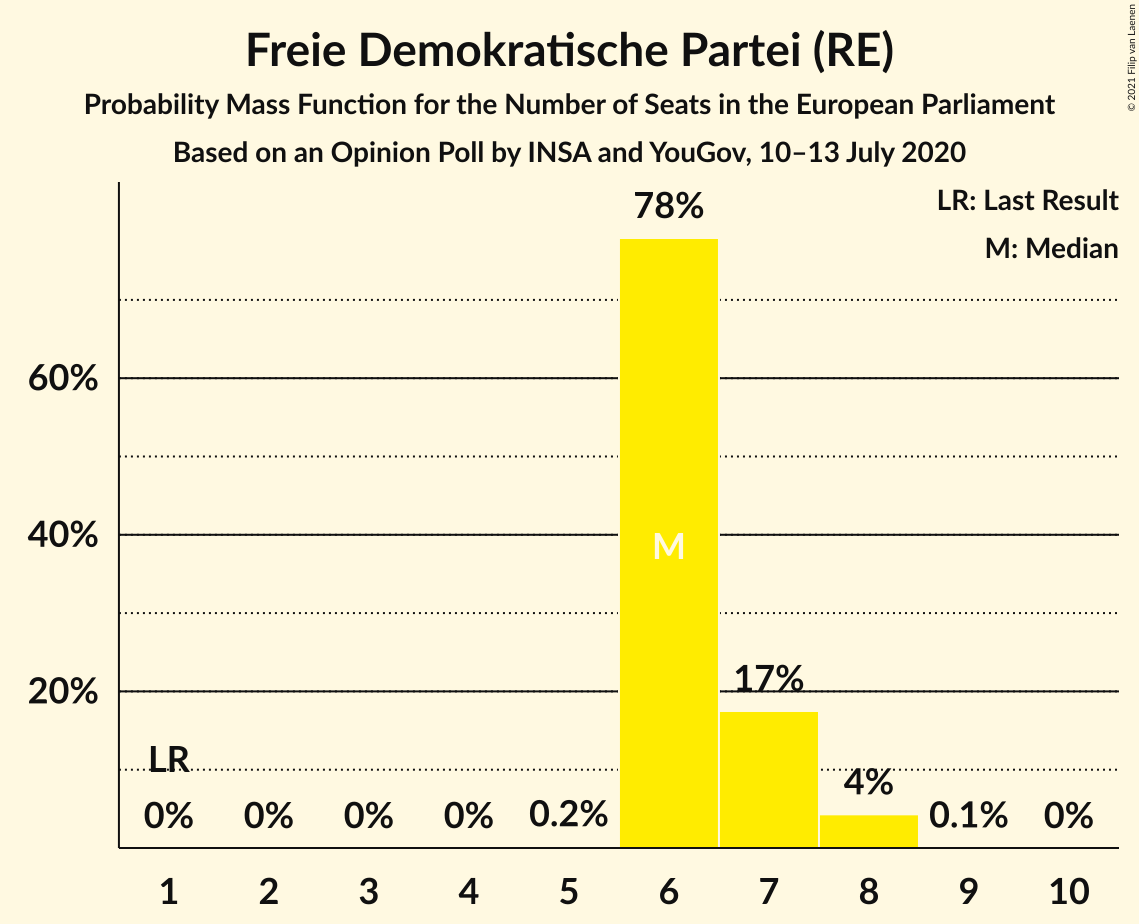 © 2021 Filip van Laenen
Freie Demokratische Partei (RE)
Probability Mass Function for the Number of Seats in the European Parliament
Based on an Opinion Poll by INSA and YouGov, 10–13 July 2020
LR: Last Result
M: Median
78%
60%
40%
M
20%
17%
LR
4%
0% 0% 0% 0% 0.2% 0.1% 0%
1 2 3 4 5 6 7 8 9 10